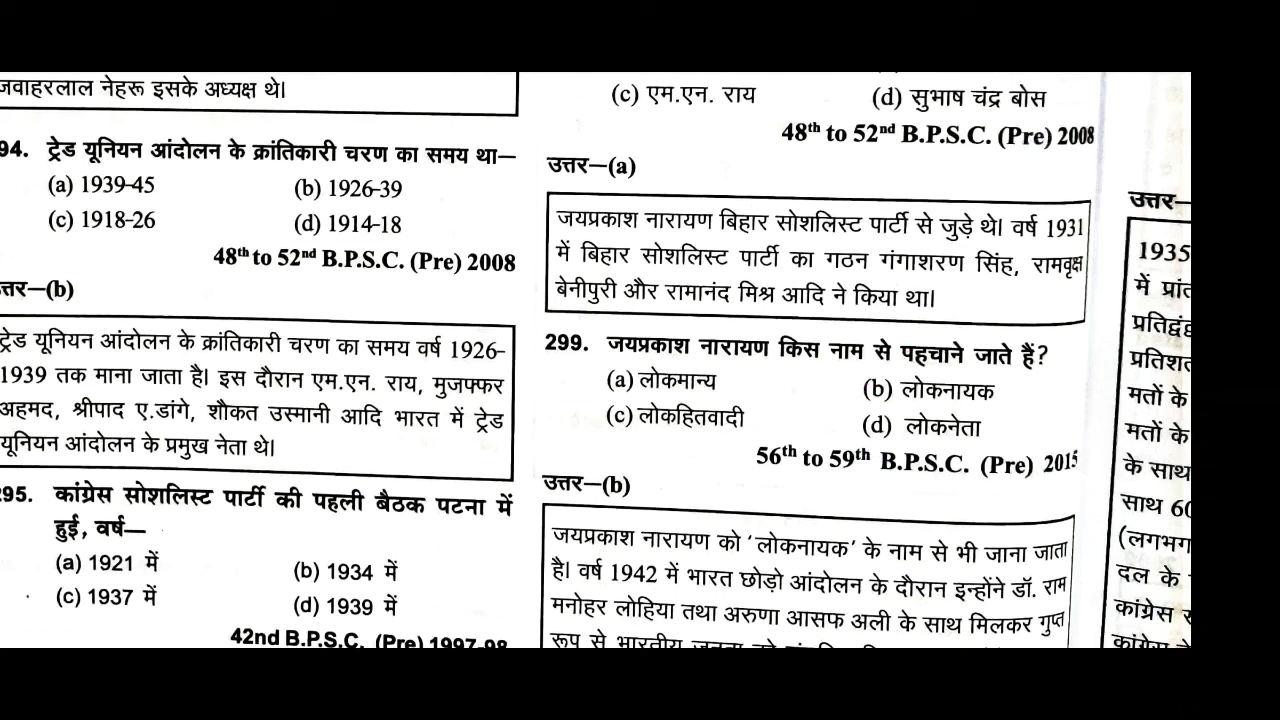 जवाहरलाल नेहरू इसके अध्यक्ष थे।
94. ट्रेड यूनियन आंदोलन के क्रांतिकारी चरण का समय था—
(a) 1939-45 (b) 1926-39
(c) 1918-26 (d) 1914-18
48th to 52nd B.P.S.C. (Pre) 2008
त्तर—(b)
ट्रेड यूनियन आंदोलन के क्रांतिकारी चरण का समय वर्ष 1926-
1939 तक माना जाता है। इस दौरान एम.एन. राय, मुजफ्फर
अहमद, श्रीपाद ए.डांगे, शौकत उस्मानी आदि भारत में ट्रेड
यूनियन आंदोलन के प्रमुख नेता थे।
295. कांग्रेस सोशलिस्ट पार्टी की पहली बैठक पटना में
हुई, वर्ष—
(a) 1921 में (b) 1934 में
(c) 1937 में (d) 1939 में
42nd B.P.S.C. (Pre) 1997-98
(c) एम.एन. राय (d) सुभाष चंद्र बोस
48th to 52nd B.P.S.C. (Pre) 2008
उत्तर—(a)
जयप्रकाश नारायण बिहार सोशलिस्ट पार्टी से जुड़े थे। वर्ष 1931
में बिहार सोशलिस्ट पार्टी का गठन गंगाशरण सिंह, रामवृक्ष
बेनीपुरी और रामानंद मिश्र आदि ने किया था।
299. जयप्रकाश नारायण किस नाम से पहचाने जाते हैं?
(a) लोकमान्य (b) लोकनायक
(c) लोकहितवादी (d) लोकनेता
56th to 59th B.P.S.C. (Pre) 2015
उत्तर—(b)
जयप्रकाश नारायण को 'लोकनायक' के नाम से भी जाना जाता
है। वर्ष 1942 में भारत छोड़ो आंदोलन के दौरान इन्होंने डॉ. राम
मनोहर लोहिया तथा अरुणा आसफ अली के साथ मिलकर गुप्त
रूप से भारतीय जनता को
उत्तर—
1935
में प्रांत
प्रतिद्वंद्व
प्रतिशत
मतों के
मतों के
के साथ
साथ 60
(लगभग
दल के
कांग्रेस
कांग्रेस